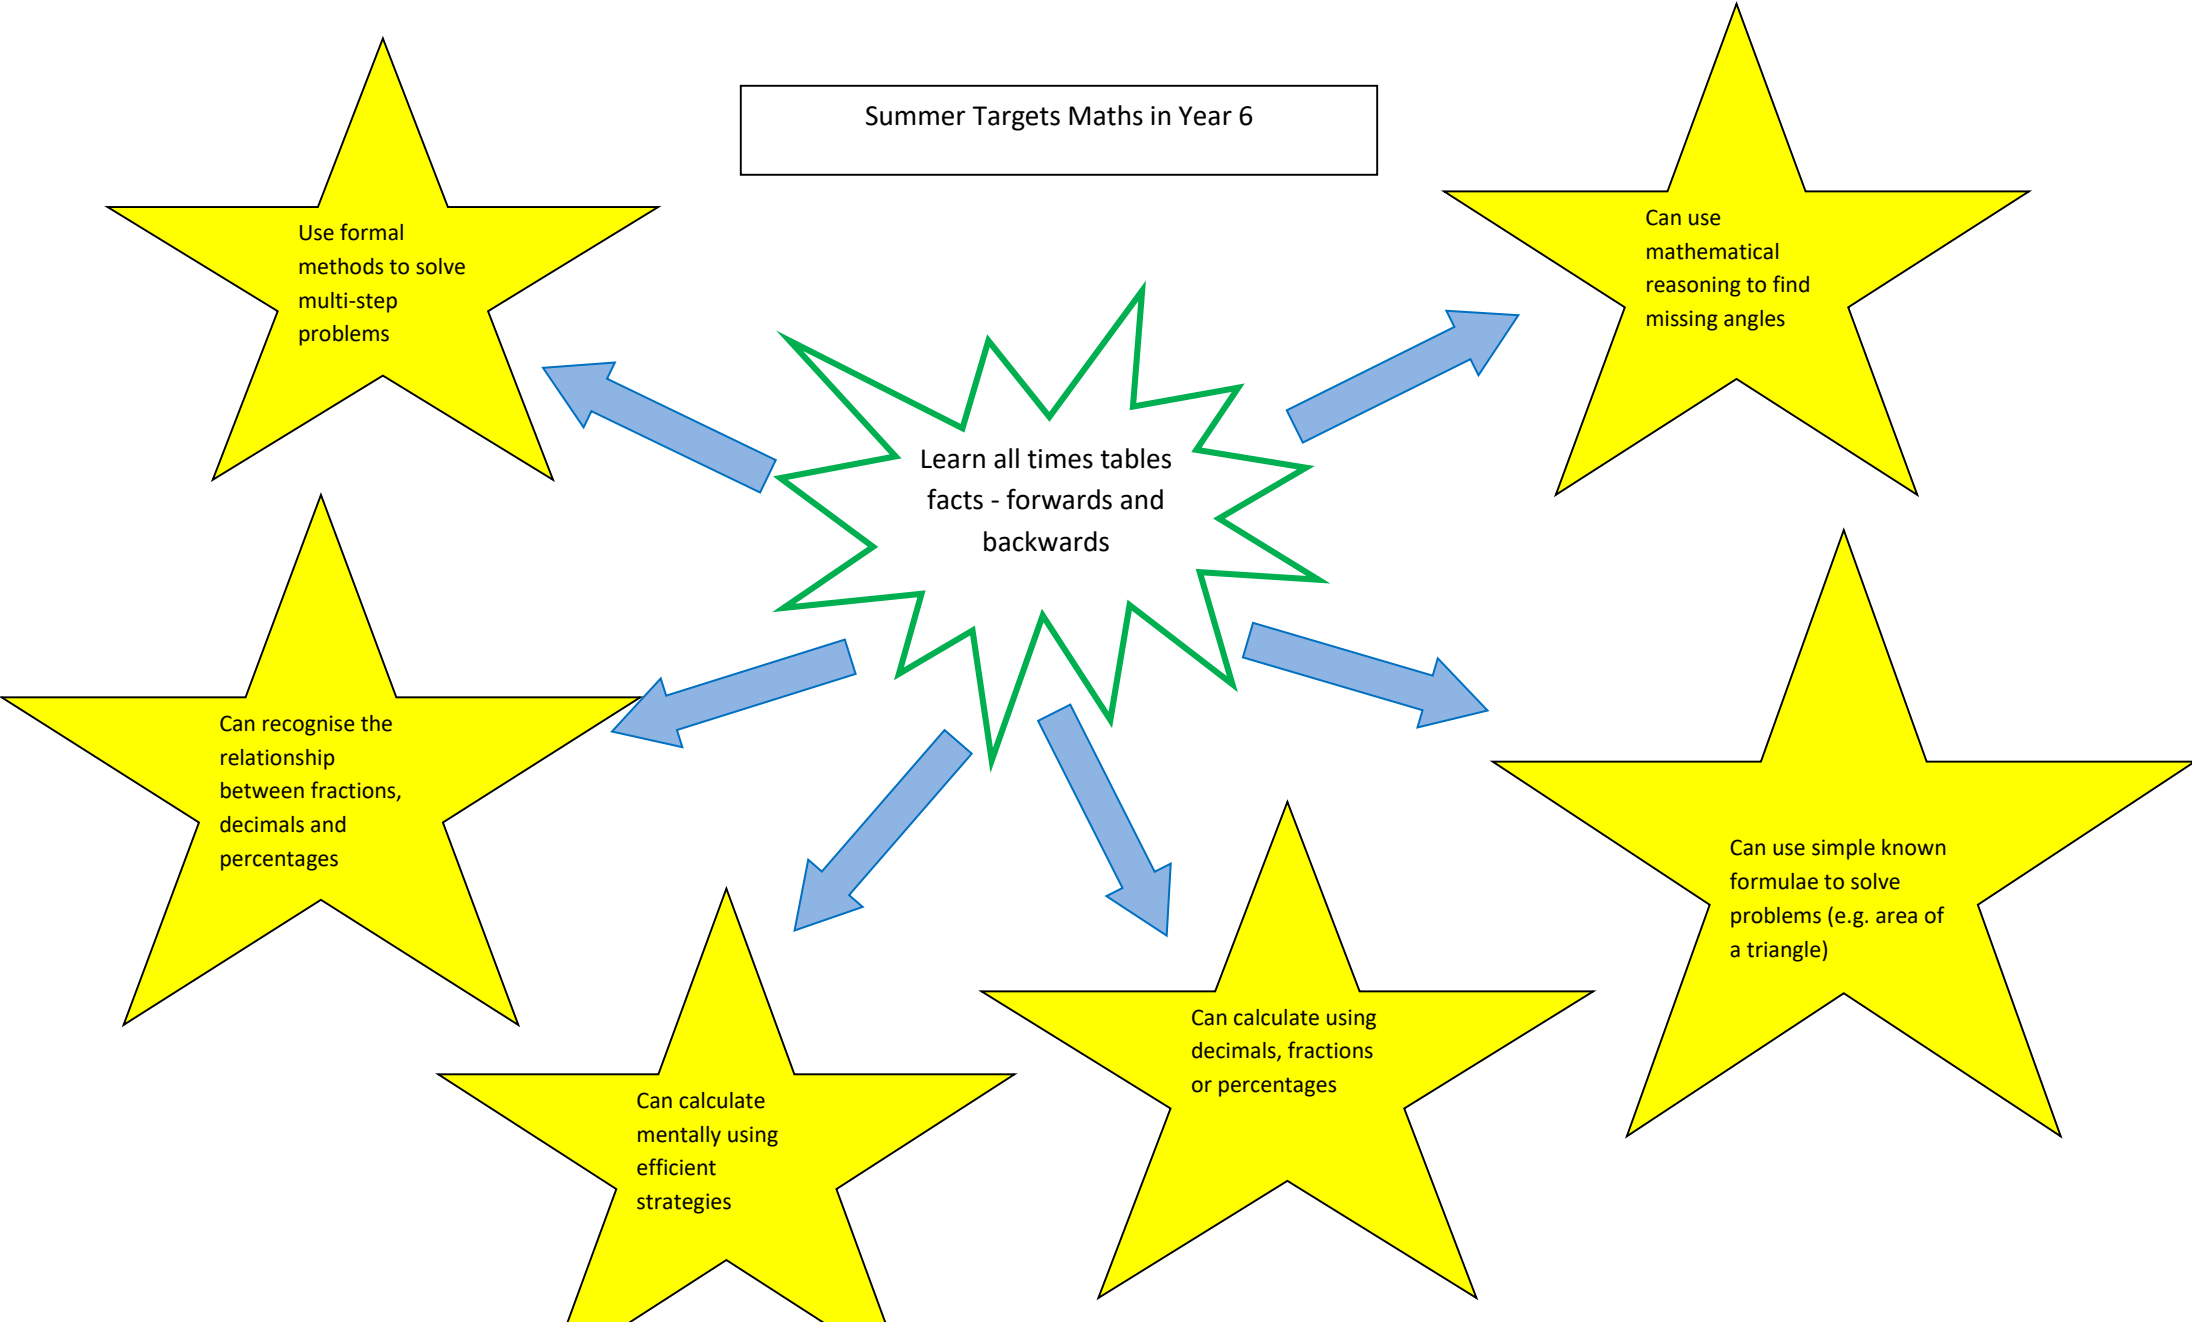 Summer Targets Maths in Year 6
Use formal
methods to solve
multi-step
problems
Can use
mathematical
reasoning to find
missing angles
Learn all times tables
facts - forwards and
backwards
Can recognise the
relationship
between fractions,
decimals and
percentages
Can use simple known
formulae to solve
problems (e.g. area of
a triangle)
Can calculate using
decimals, fractions
or percentages
Can calculate
mentally using
efficient
strategies